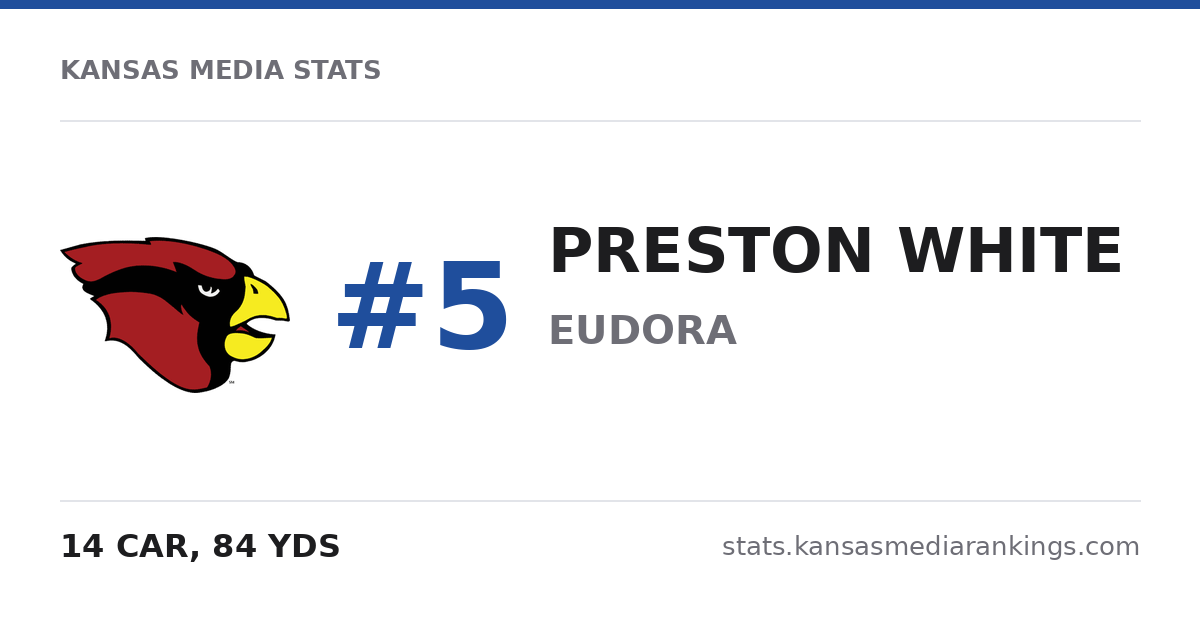 KANSAS MEDIA STATS
#5
PRESTON WHITE
EUDORA
14 CAR, 84 YDS
stats.kansasmediarankings.com